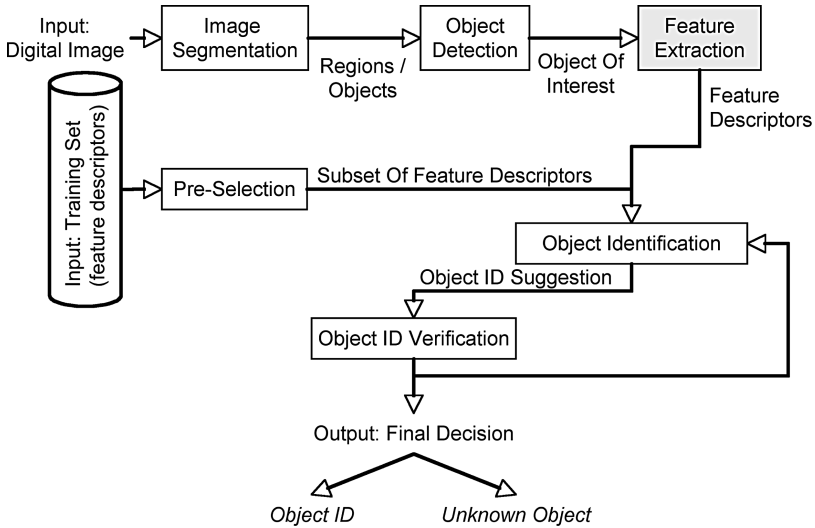 Input:
Digital Image
Image
Segmentation
Regions /
Objects
Object
Detection
Object Of
Interest
Feature
Extraction
Feature
Descriptors
Input: Training Set
(feature descriptors)
Pre-Selection
Subset Of Feature Descriptors
Object Identification
Object ID Suggestion
Object ID Verification
Output: Final Decision
Object ID
Unknown Object